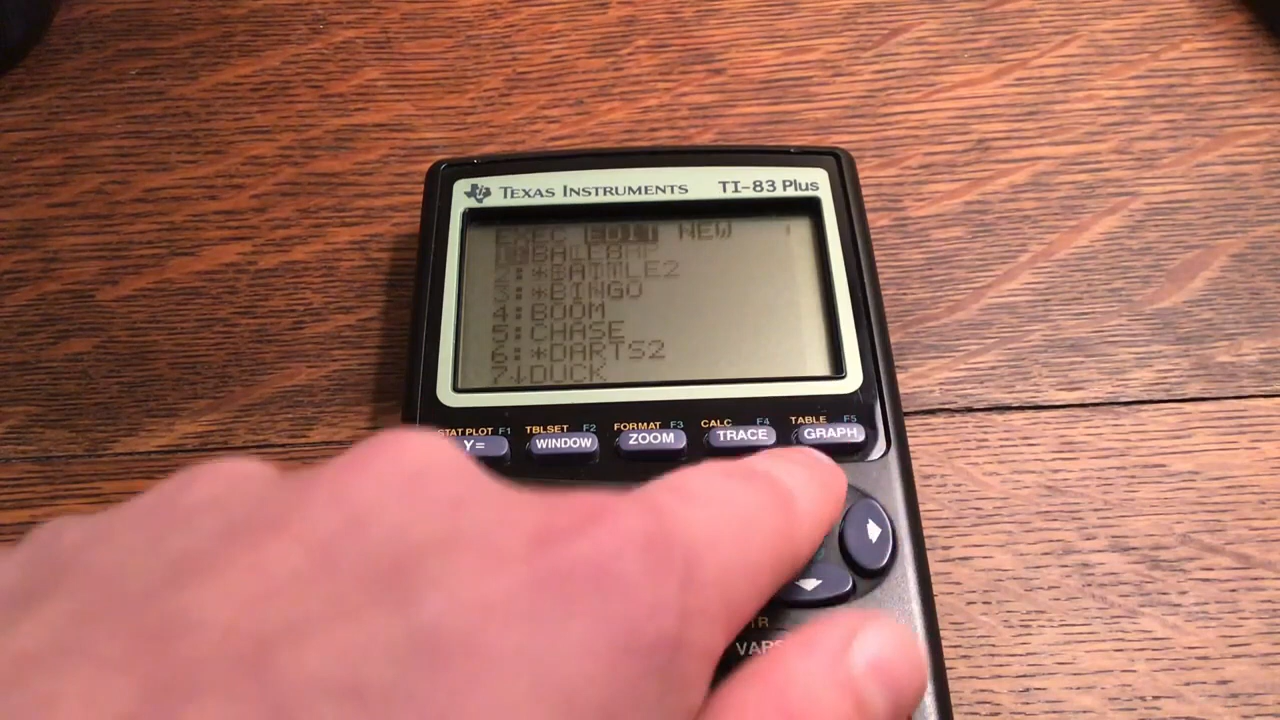 TEXAS INSTRUMENTS TI-83 Plus
EXEC EDIT NEW
2:*BATTLE2
3:*BINGO
4:BOOM
5:CHASE
6:*DARTS2
7↓DUCK
STAT PLOT F1 TBLSET F2 FORMAT F3 CALC F4 TABLE F5
Y= WINDOW ZOOM TRACE GRAPH
VARS